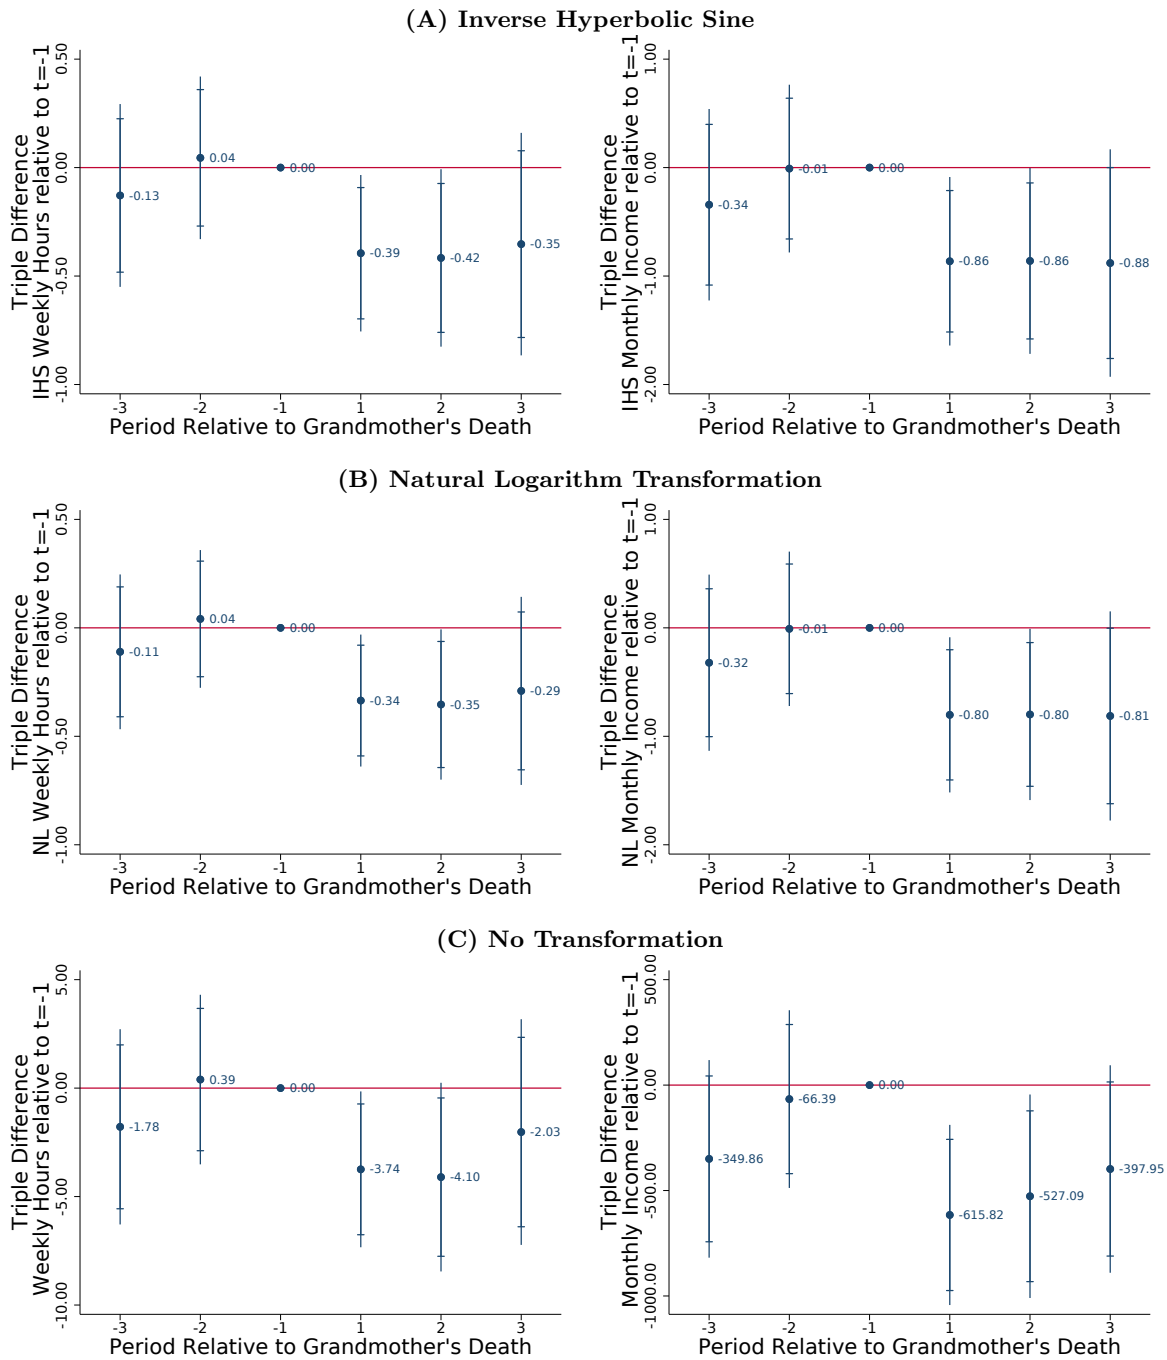 (A) Inverse Hyperbolic Sine
Triple Difference
IHS Weekly Hours relative to t=-1
0.50
0.00
-0.50
-1.00
-0.13
0.04
0.00
-0.39
-0.42
-0.35
-3 -2 -1 1 2 3
Period Relative to Grandmother's Death
Triple Difference
IHS Monthly Income relative to t=-1
1.00
0.00
-1.00
-2.00
-0.34
-0.01
0.00
-0.86
-0.86
-0.88
-3 -2 -1 1 2 3
Period Relative to Grandmother's Death
(B) Natural Logarithm Transformation
Triple Difference
NL Weekly Hours relative to t=-1
0.50
0.00
-0.50
-1.00
-0.11
0.04
0.00
-0.34
-0.35
-0.29
-3 -2 -1 1 2 3
Period Relative to Grandmother's Death
Triple Difference
NL Monthly Income relative to t=-1
1.00
0.00
-1.00
-2.00
-0.32
-0.01
0.00
-0.80
-0.80
-0.81
-3 -2 -1 1 2 3
Period Relative to Grandmother's Death
(C) No Transformation
Triple Difference
Weekly Hours relative to t=-1
5.00
0.00
-5.00
-10.00
-1.78
0.39
0.00
-3.74
-4.10
-2.03
-3 -2 -1 1 2 3
Period Relative to Grandmother's Death
Triple Difference
Monthly Income relative to t=-1
500.00
0.00
-500.00
-1000.00
-349.86
-66.39
0.00
-615.82
-527.09
-397.95
-3 -2 -1 1 2 3
Period Relative to Grandmother's Death